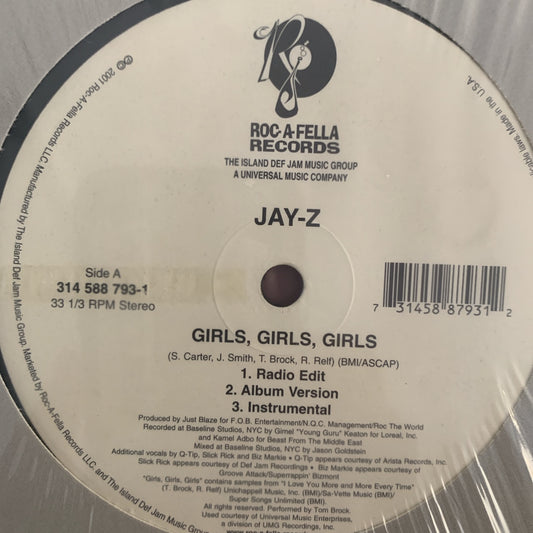 ROC-A-FELLA
RECORDS
THE ISLAND DEF JAM MUSIC GROUP
A UNIVERSAL MUSIC COMPANY
JAY-Z
Side A
314 588 793-1
33 1/3 RPM Stereo
7 31458 87931 2
GIRLS, GIRLS, GIRLS
(S. Carter, J. Smith, T. Brock, R. Relf) (BMI/ASCAP)
1. Radio Edit
2. Album Version
3. Instrumental
Produced by Just Blaze for F.O.B. Entertainment/N.Q.C. Management/Roc The World
Recorded at Baseline Studios, NYC by Gimel "Young Guru" Keaton for Loreal, Inc.
and Kamel Adbo for Beast From The Middle East
Mixed at Baseline Studios, NY by Jason Goldstein
Additional vocals by Q-Tip, Slick Rick and Biz Markie • Q-Tip appears courtesy of Arista Records, Inc.
Slick Rick appears courtesy of Def Jam Recordings • Biz Markie appears courtesy of
Groove Attack/Superrappin' Bizmont
"Girls, Girls, Girls" contains samples from "I Love You More and More Every Time"
(T. Brock, R. Relf) Unichappell Music, Inc. (BMI)/Sa-Vette Music (BMI)/
Super Songs Unlimited (BMI). Performed by Tom Brock.
Used courtesy of Universal Music Enterprises,
a division of UMG Recordings, Inc.
℗© 2001 Roc-A-Fella Records LLC. Manufactured by The Island Def Jam Music Group. Marketed by Roc-A-Fella Records LLC. and The Island Def Jam Music Group
laws. Made in the U.S.A.